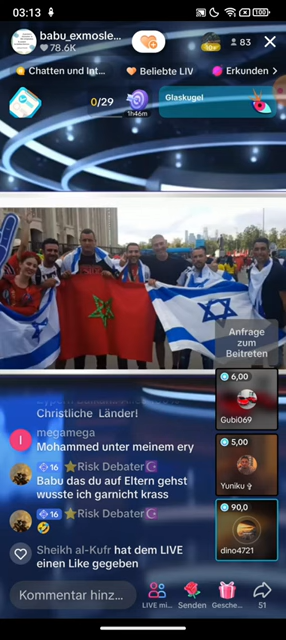 03:13
100
babu_exmosle...
78.6K
10+
83
Chatten und Int...
Beliebte LIV
Erkunden
0/29
1h46m
Glaskugel
Anfrage
zum
Beitreten
6,00
Gubi069
5,00
Yuniku
90,0
dino4721
Christliche Länder!
megamega
Mohammed unter meinem ery
16 Risk Debater
Babu das du auf Eltern gehst
wusste ich garnicht krass
16 Risk Debater
🤣
Sheikh al-Kufr hat dem LIVE
einen Like gegeben
Kommentar hinz...
LIVE mi...
Senden
Gesche...
51